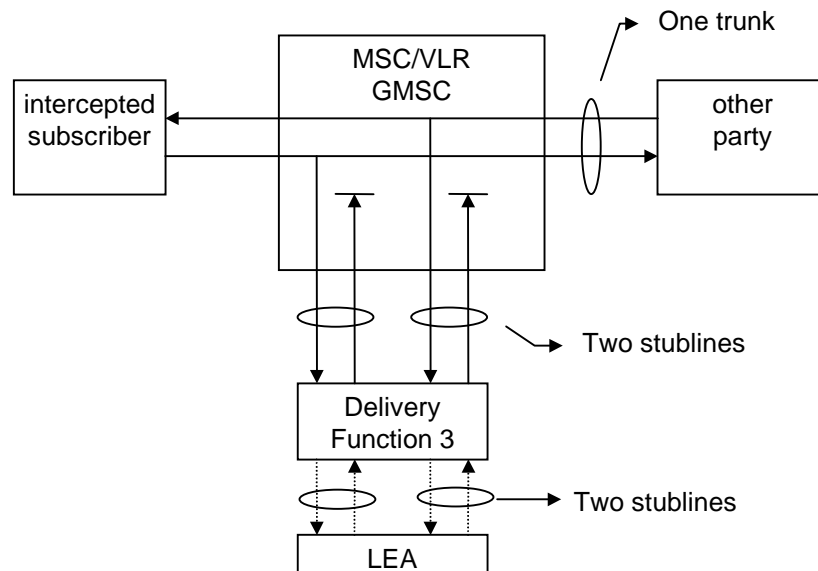 One trunk
MSC/VLR
GMSC
intercepted
subscriber
other
party
Two stublines
Delivery
Function 3
Two stublines
LEA